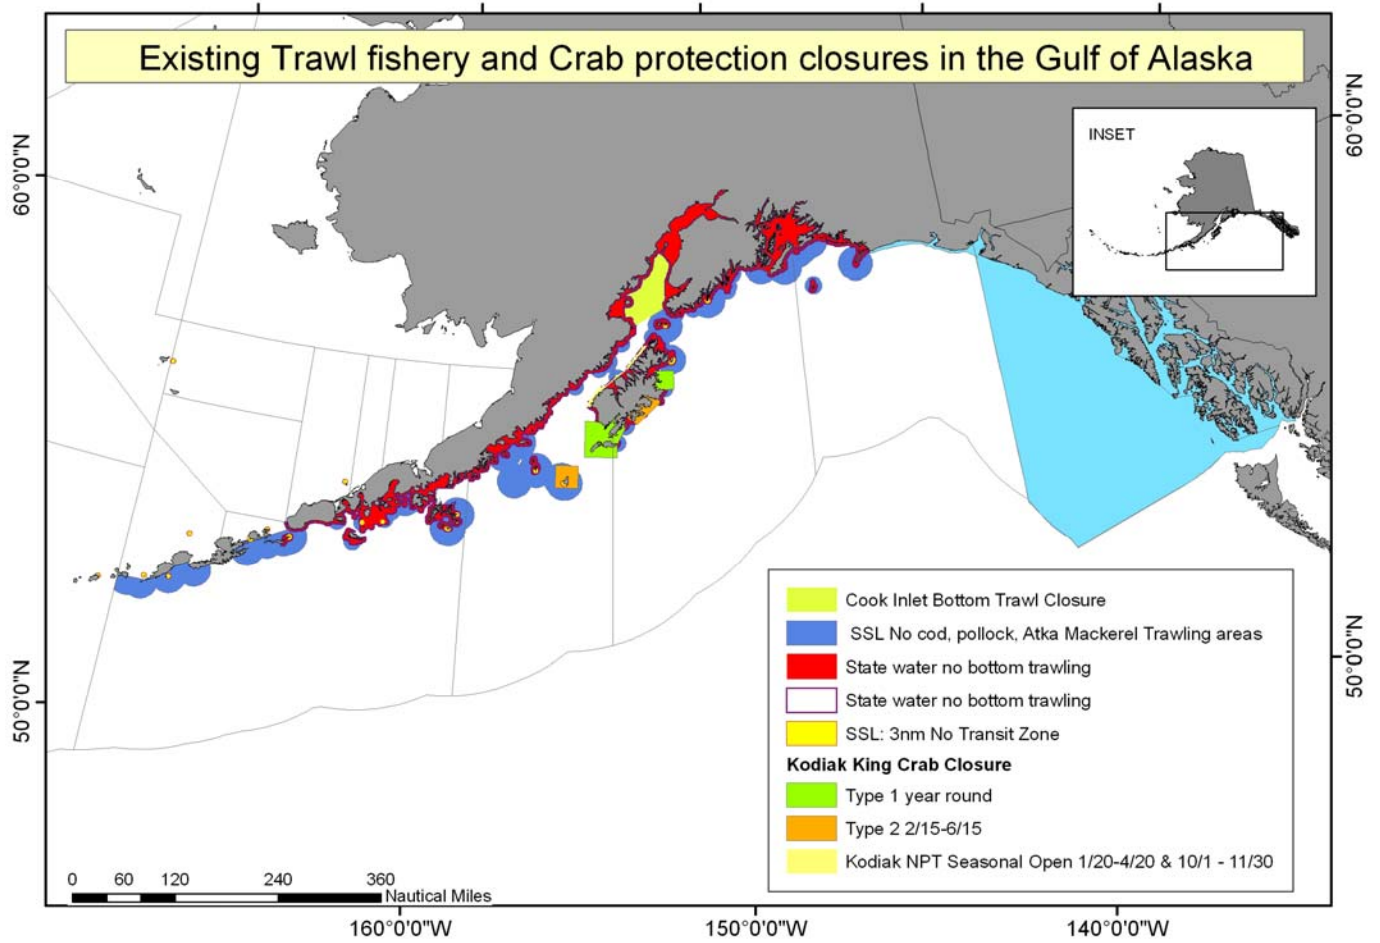 Existing Trawl fishery and Crab protection closures in the Gulf of Alaska
INSET
60°0'0"N
60°0'0"N
50°0'0"N
50°0'0"N
Cook Inlet Bottom Trawl Closure
SSL No cod, pollock, Atka Mackerel Trawling areas
State water no bottom trawling
State water no bottom trawling
SSL: 3nm No Transit Zone
Kodiak King Crab Closure
Type 1 year round
Type 2 2/15-6/15
Kodiak NPT Seasonal Open 1/20-4/20 & 10/1 - 11/30
0 60 120 240 360
Nautical Miles
160°0'0"W 150°0'0"W 140°0'0"W